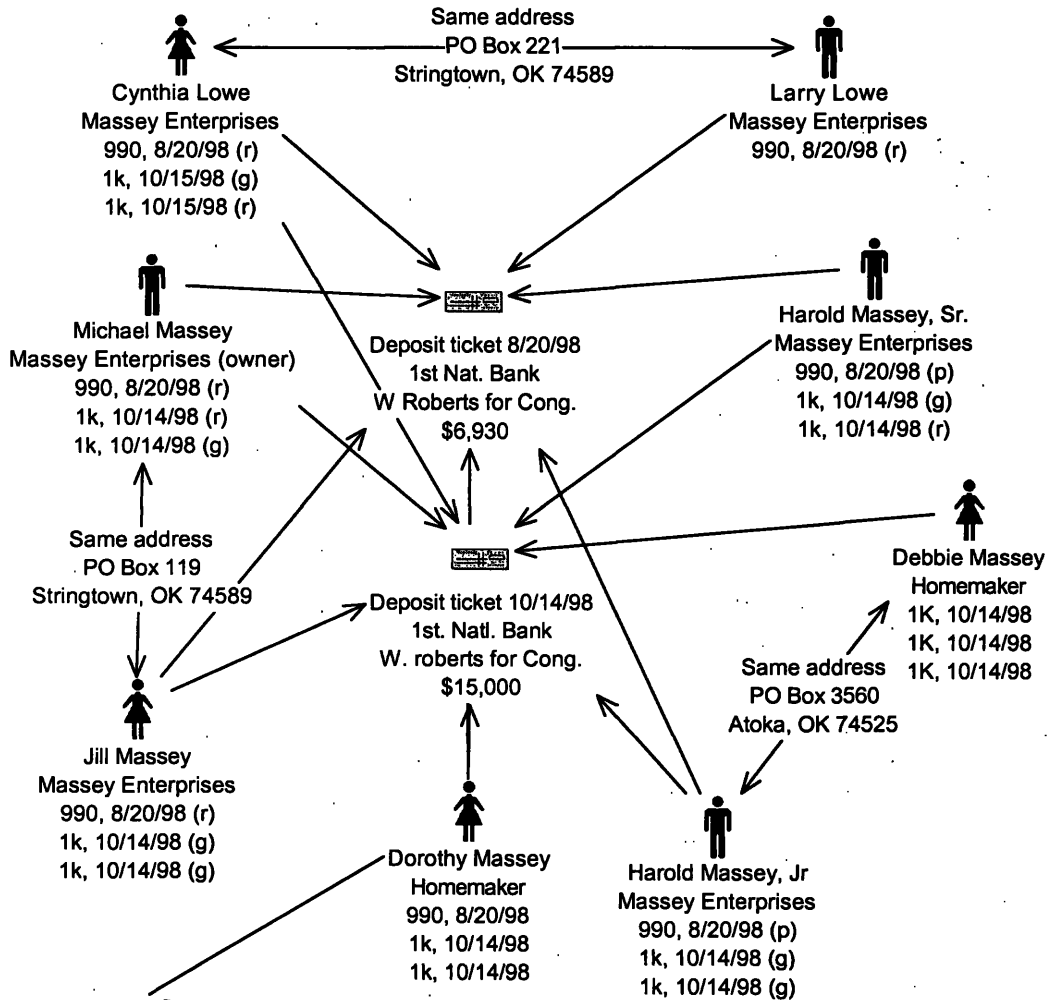 Same address
PO Box 221
Stringtown, OK 74589
Cynthia Lowe
Massey Enterprises
990, 8/20/98 (r)
1k, 10/15/98 (g)
1k, 10/15/98 (r)
Larry Lowe
Massey Enterprises
990, 8/20/98 (r)
Michael Massey
Massey Enterprises (owner)
990, 8/20/98 (r)
1k, 10/14/98 (r)
1k, 10/14/98 (g)
Deposit ticket 8/20/98
1st Nat. Bank
W Roberts for Cong.
$6,930
Harold Massey, Sr.
Massey Enterprises
990, 8/20/98 (p)
1k, 10/14/98 (g)
1k, 10/14/98 (r)
Same address
PO Box 119
Stringtown, OK 74589
Deposit ticket 10/14/98
1st. Natl. Bank
W. roberts for Cong.
$15,000
Debbie Massey
Homemaker
1K, 10/14/98
1K, 10/14/98
1K, 10/14/98
Same address
PO Box 3560
Atoka, OK 74525
Jill Massey
Massey Enterprises
990, 8/20/98 (r)
1k, 10/14/98 (g)
1k, 10/14/98 (g)
Dorothy Massey
Homemaker
990, 8/20/98
1k, 10/14/98
1k, 10/14/98
Harold Massey, Jr
Massey Enterprises
990, 8/20/98 (p)
1k, 10/14/98 (g)
1k, 10/14/98 (g)